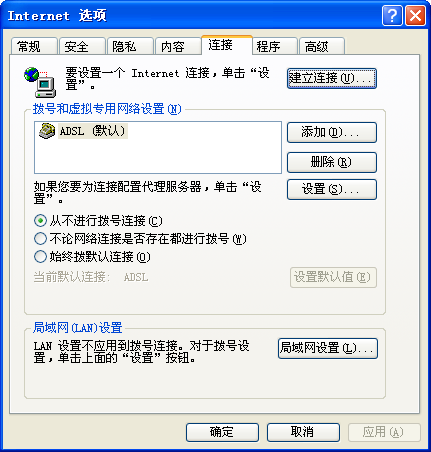 Internet 选项
常规 安全 隐私 内容 连接 程序 高级
要设置一个 Internet 连接，单击“设
置”。
建立连接(U)...
拨号和虚拟专用网络设置(N)
ADSL (默认)
添加(D)...
删除(R)
如果您要为连接配置代理服务器，单击“设
置”。
设置(S)...
从不进行拨号连接(C)
不论网络连接是否存在都进行拨号(W)
始终拨默认连接(O)
当前默认连接: ADSL
设置默认值(E)
局域网(LAN)设置
LAN 设置不应用到拨号连接。对于拨号设
置，单击上面的“设置”按钮。
局域网设置(L)...
确定 取消 应用(A)